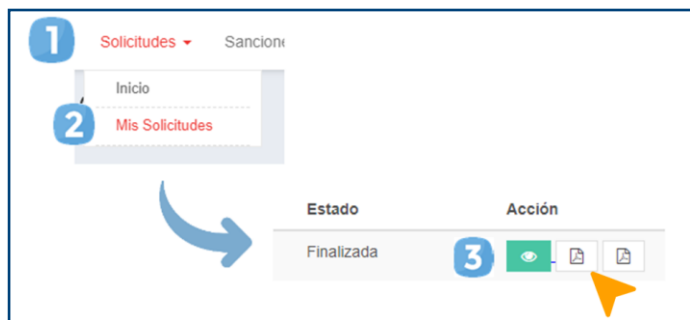 1 Solicitudes
Inicio
2 Mis Solicitudes
Estado Acción
Finalizada 3